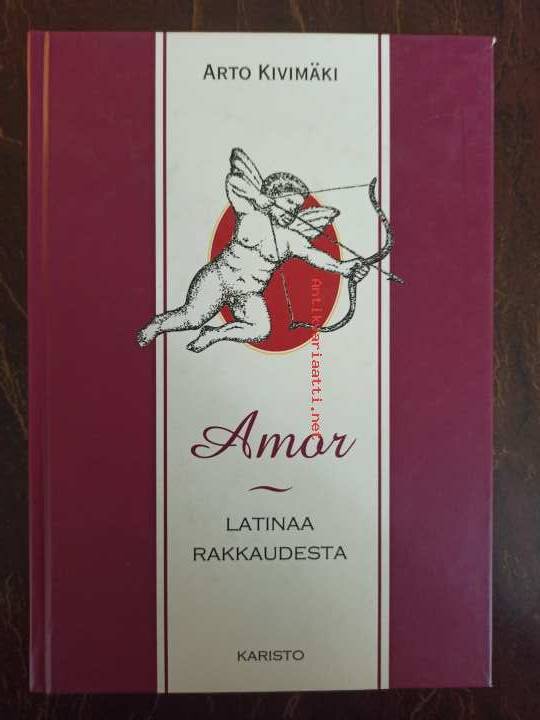 ARTO KIVIMÄKI
Antikvariaatti.net
Amor
LATINAA
RAKKAUDESTA
KARISTO